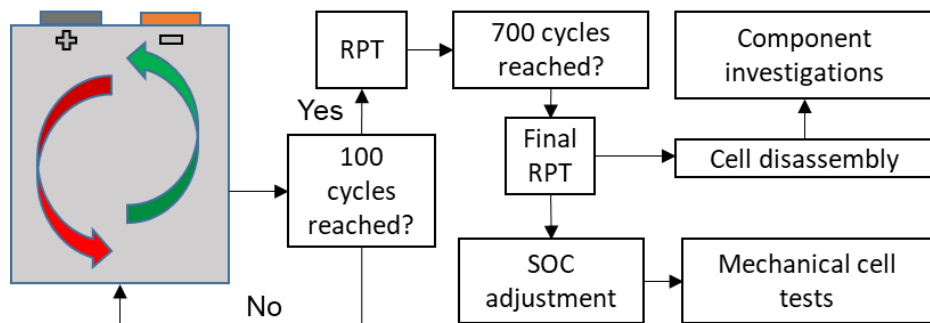 + −
RPT
700 cycles
reached?
Component
investigations
Yes
100
cycles
reached?
Final
RPT
Cell disassembly
No
SOC
adjustment
Mechanical cell
tests